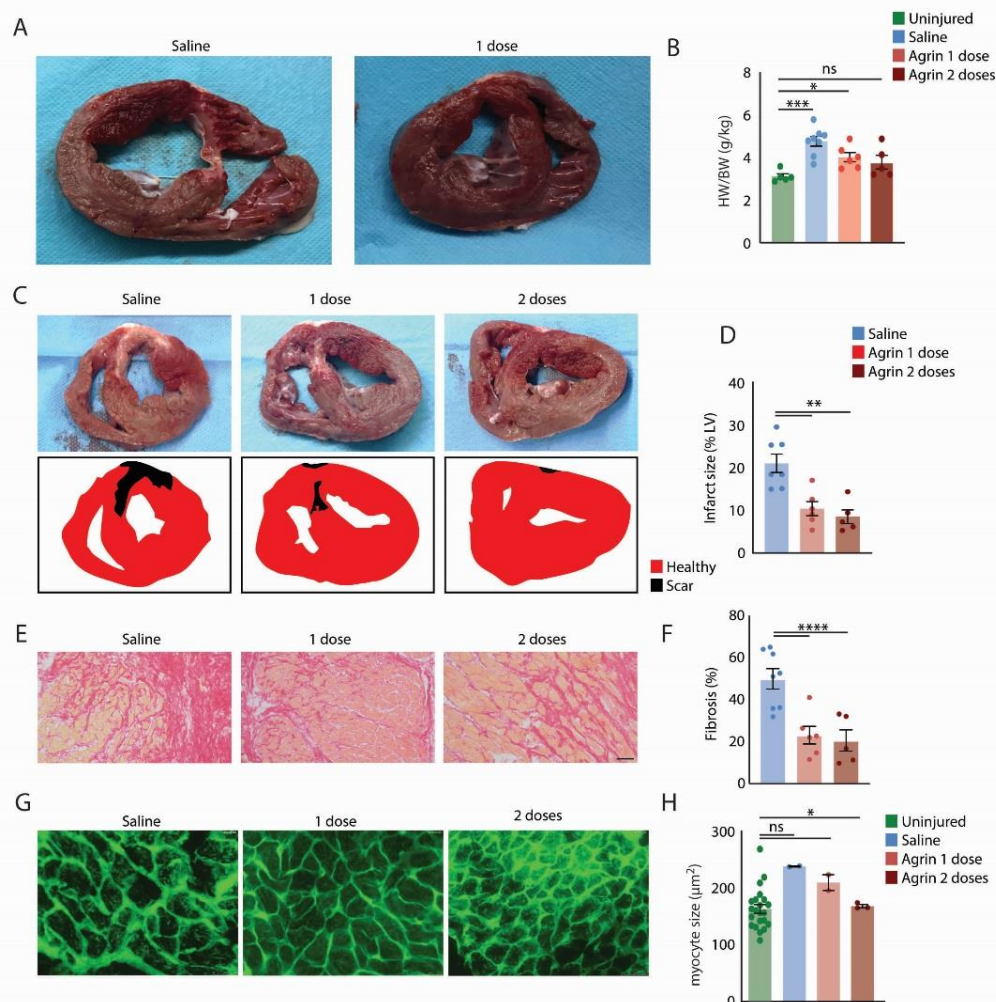 A
Saline
1 dose
B
Uninjured
Saline
Agrin 1 dose
Agrin 2 doses
HW/BW (g/kg)
8
6
4
2
0
ns
*
***
C
Saline
1 dose
2 doses
Healthy
Scar
D
Saline
Agrin 1 dose
Agrin 2 doses
Infarct size (% LV)
40
30
20
10
0
**
E
Saline
1 dose
2 doses
F
Fibrosis (%)
80
60
40
20
0
****
G
Saline
1 dose
2 doses
H
Uninjured
Saline
Agrin 1 dose
Agrin 2 doses
myocyte size (µm²)
300
200
100
0
*
ns